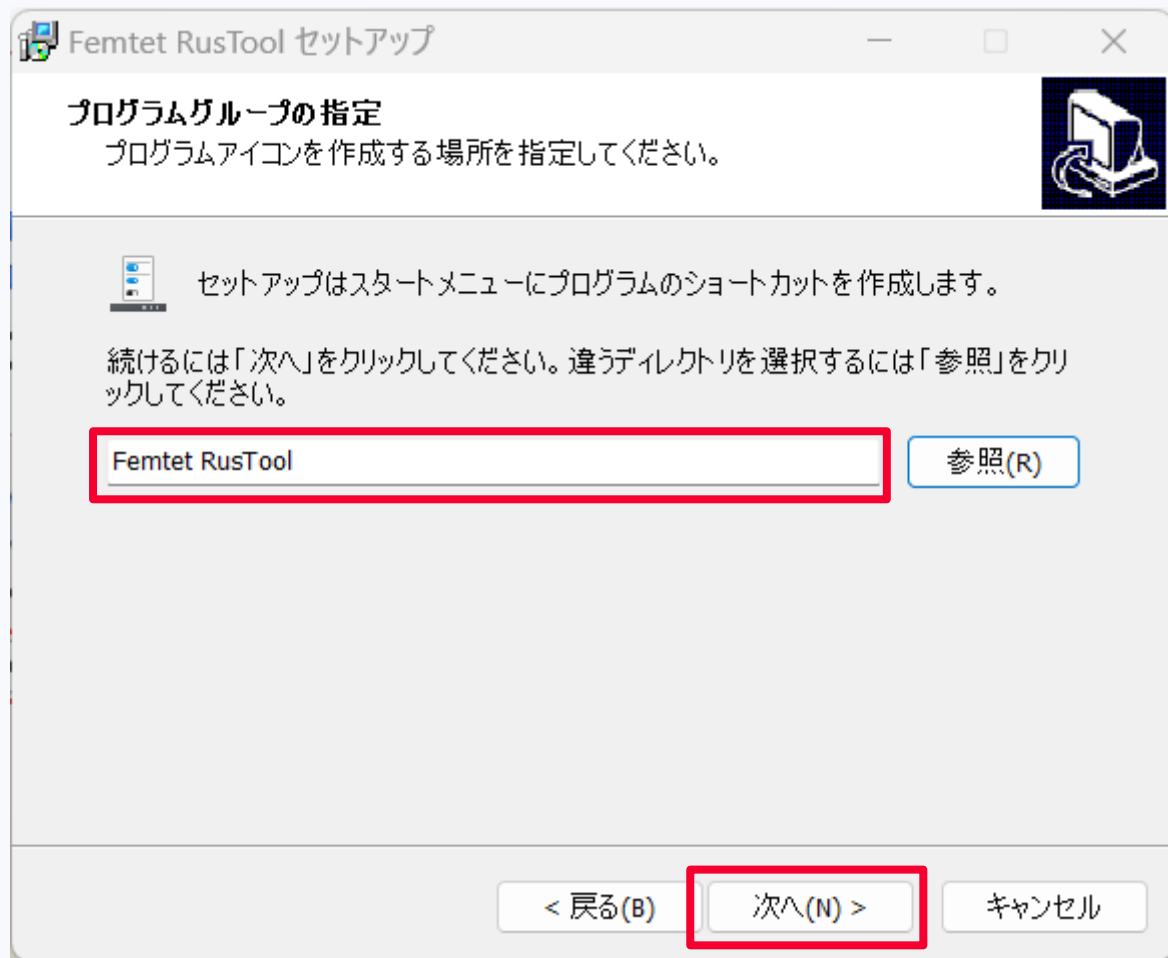 Femtet RusTool セットアップ
プログラムグループの指定
プログラムアイコンを作成する場所を指定してください。
セットアップはスタートメニューにプログラムのショートカットを作成します。
続けるには「次へ」をクリックしてください。違うディレクトリを選択するには「参照」をクリ
ックしてください。
Femtet RusTool
参照(R)
< 戻る(B)
次へ(N) >
キャンセル